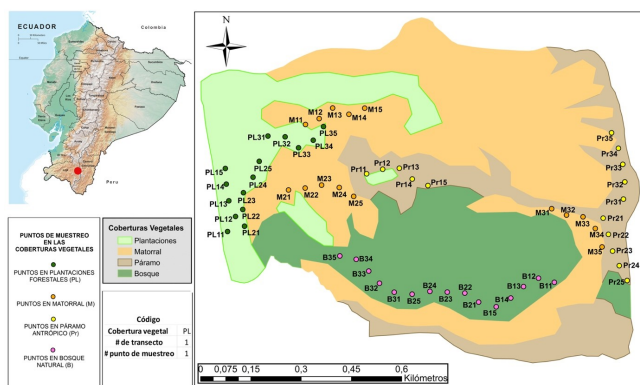 ECUADOR
Colombia
Peru
PUNTOS DE MUESTREO
EN LAS
COBERTURAS VEGETALES
PUNTOS EN PLANTACIONES
FORESTALES (PL)
PUNTOS EN MATORRAL (M)
PUNTOS EN PÁRAMO
ANTRÓPICO (Pr)
PUNTOS EN BOSQUE
NATURAL (B)
Coberturas Vegetales
Plantaciones
Matorral
Páramo
Bosque
Código
Cobertura vegetal PL
# de transecto 1
# punto de muestreo 1
N
M15
M13
M12
M14
M11
PL35
PL31
PL32
PL34
PL33
PL25
PL15
PL24
PL14
PL23
PL13
PL22
PL12
PL21
PL11
Pr12
Pr13
Pr11
Pr14
Pr15
M23
M22
M24
M21
M25
Pr35
Pr34
Pr33
Pr32
Pr31
M31
M32
M33
Pr21
M34
Pr22
M35
Pr23
Pr24
Pr25
B35
B34
B33
B32
B31
B25
B24
B23
B22
B21
B15
B14
B13
B12
B11
0 0,075 0,15 0,3 0,45 0,6
Kilómetros